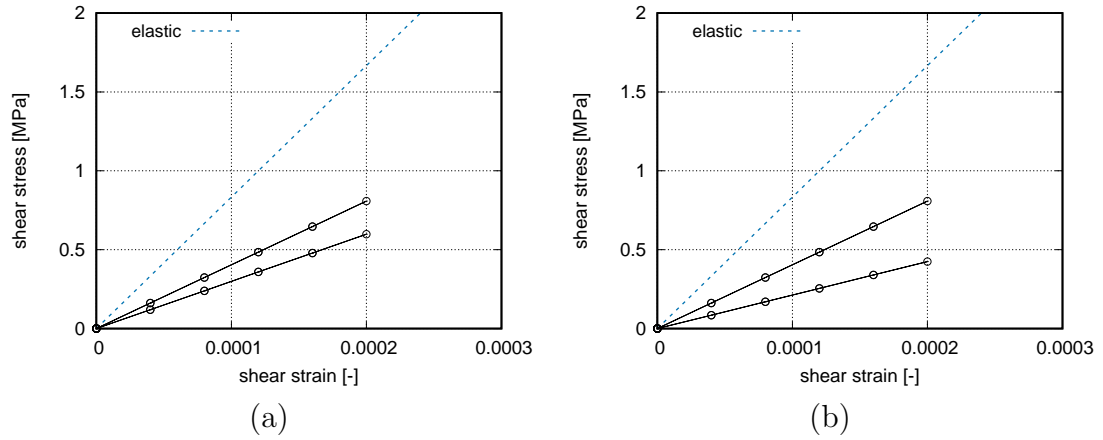 2
1.5
1
0.5
0
0 0.0001 0.0002 0.0003
shear stress [MPa]
shear strain [-]
elastic
(a)
2
1.5
1
0.5
0
0 0.0001 0.0002 0.0003
shear stress [MPa]
shear strain [-]
elastic
(b)